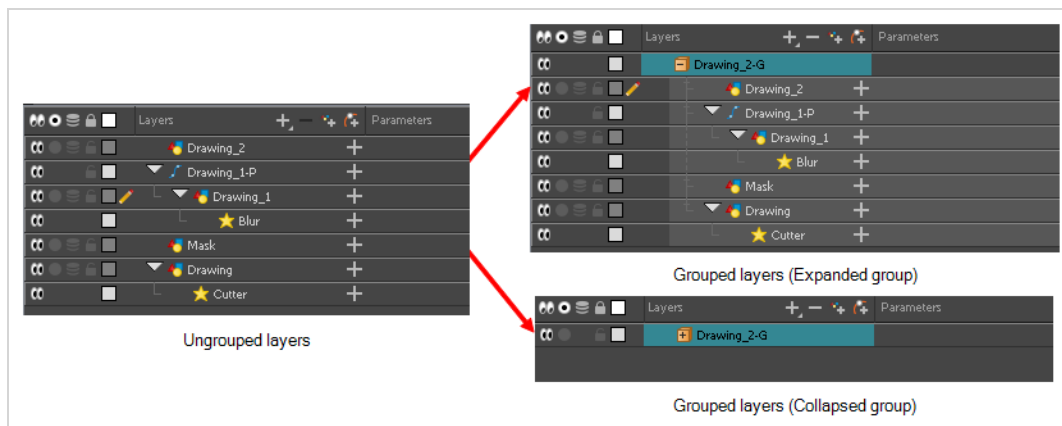 Layers Parameters
Drawing_2
Drawing_1-P
Drawing_1
Blur
Mask
Drawing
Cutter
Ungrouped layers
Layers Parameters
Drawing_2-G
Drawing_2
Drawing_1-P
Drawing_1
Blur
Mask
Drawing
Cutter
Grouped layers (Expanded group)
Layers Parameters
Drawing_2-G
Grouped layers (Collapsed group)